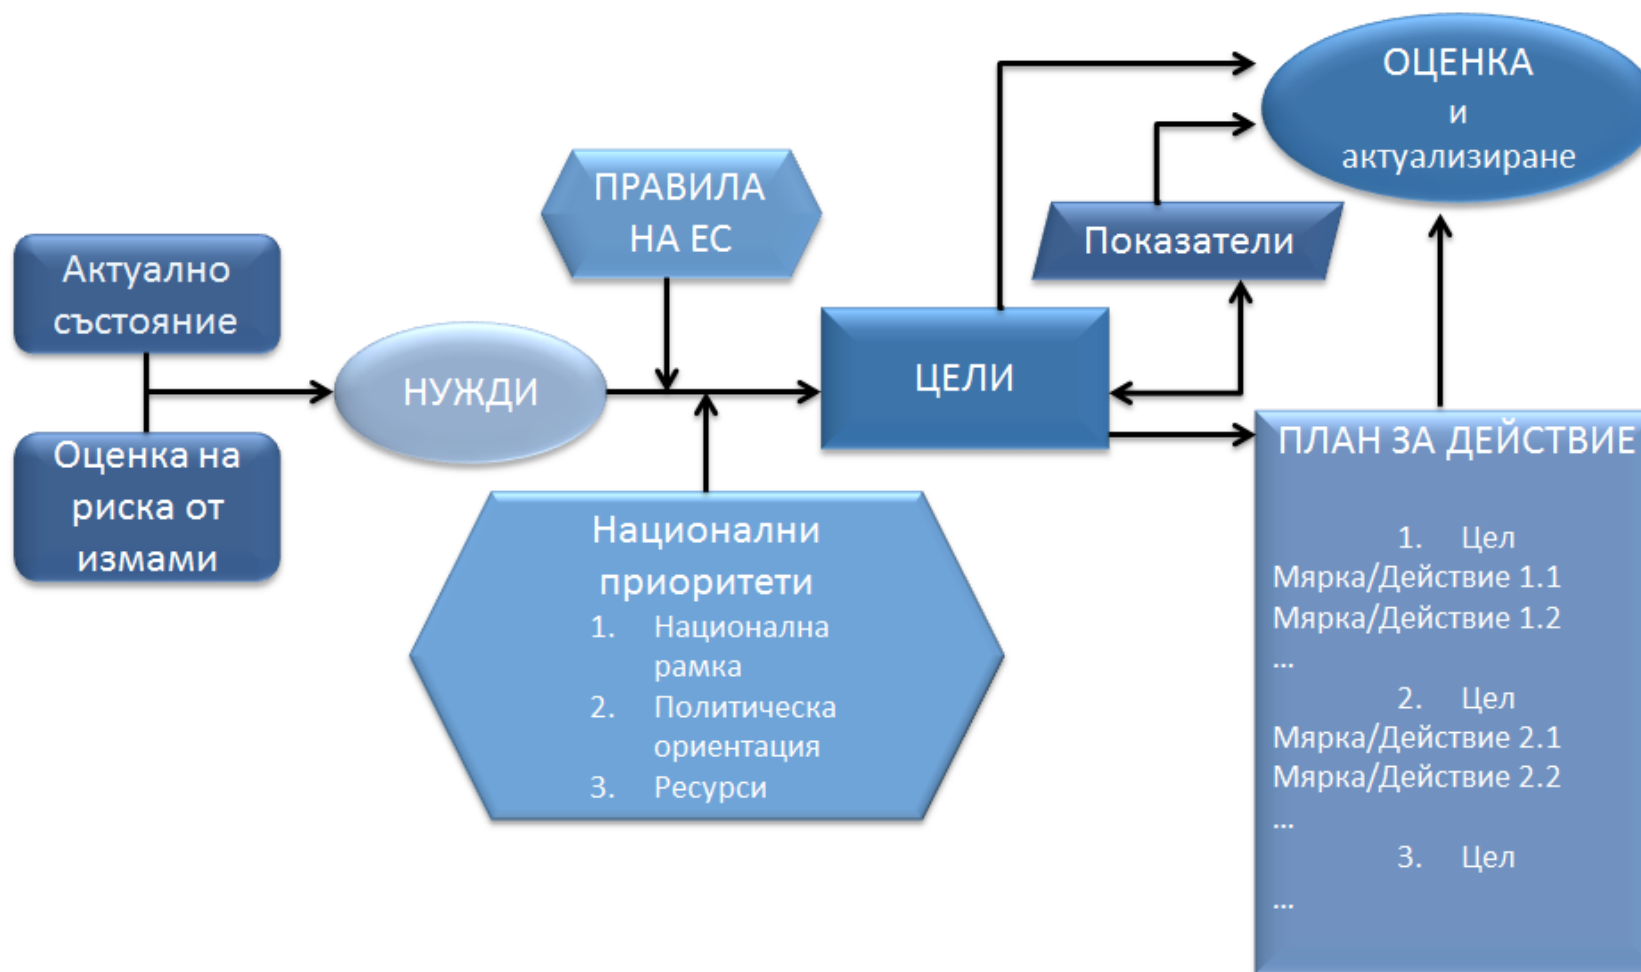 Актуално
състояние
Оценка на
риска от
измами
НУЖДИ
ПРАВИЛА
НА ЕС
Национални
приоритети
1. Национална
рамка
2. Политическа
ориентация
3. Ресурси
ЦЕЛИ
Показатели
ОЦЕНКА
и
актуализиране
ПЛАН ЗА ДЕЙСТВИЕ
1. Цел
Мярка/Действие 1.1
Мярка/Действие 1.2
...
2. Цел
Мярка/Действие 2.1
Мярка/Действие 2.2
...
3. Цел
...